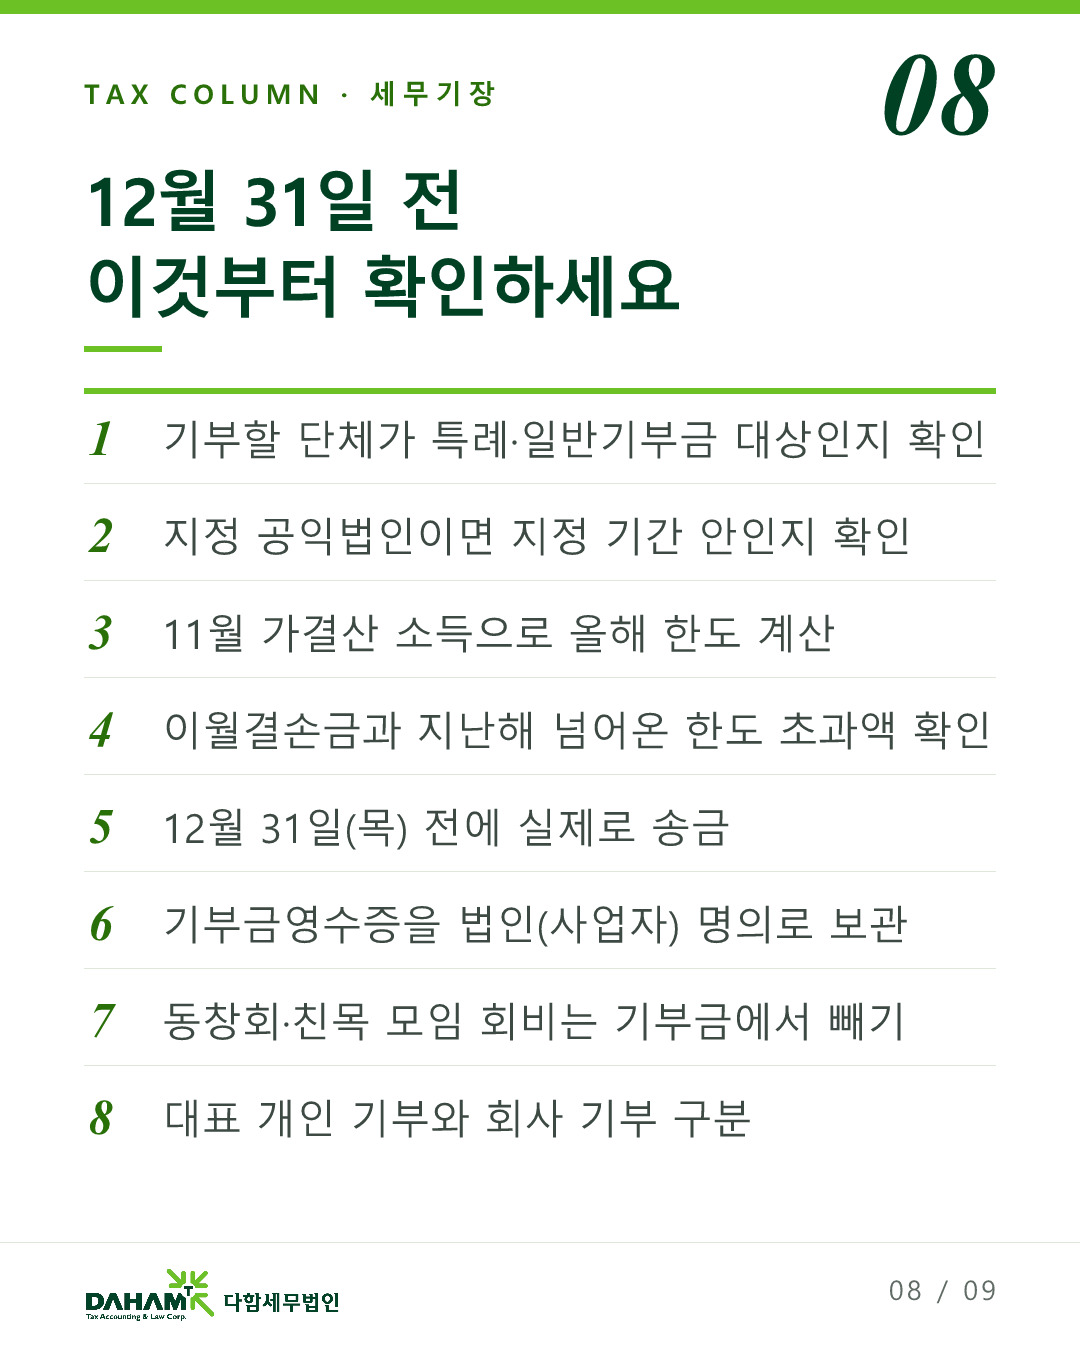 TAX COLUMN · 세무기장
08
12월 31일 전
이것부터 확인하세요
1 기부할 단체가 특례·일반기부금 대상인지 확인
2 지정 공익법인이면 지정 기간 안인지 확인
3 11월 가결산 소득으로 올해 한도 계산
4 이월결손금과 지난해 넘어온 한도 초과액 확인
5 12월 31일(목) 전에 실제로 송금
6 기부금영수증을 법인(사업자) 명의로 보관
7 동창회·친목 모임 회비는 기부금에서 빼기
8 대표 개인 기부와 회사 기부 구분
DAHAM T 다함세무법인
Tax Accounting & Law Corp.
08 / 09